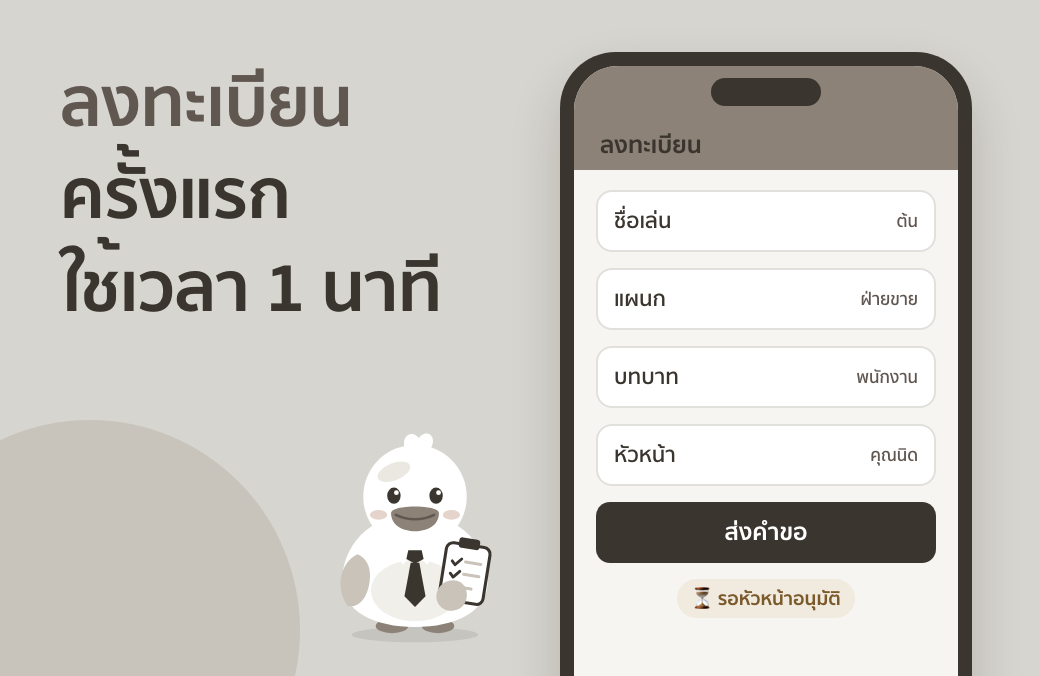 ลงทะเบียน
ครั้งแรก
ใช้เวลา 1 นาที
ลงทะเบียน
ชื่อเล่น ต้น
แผนก ฝ่ายขาย
บทบาท พนักงาน
หัวหน้า คุณนิด
ส่งคำขอ
⏳ รอหัวหน้าอนุมัติ